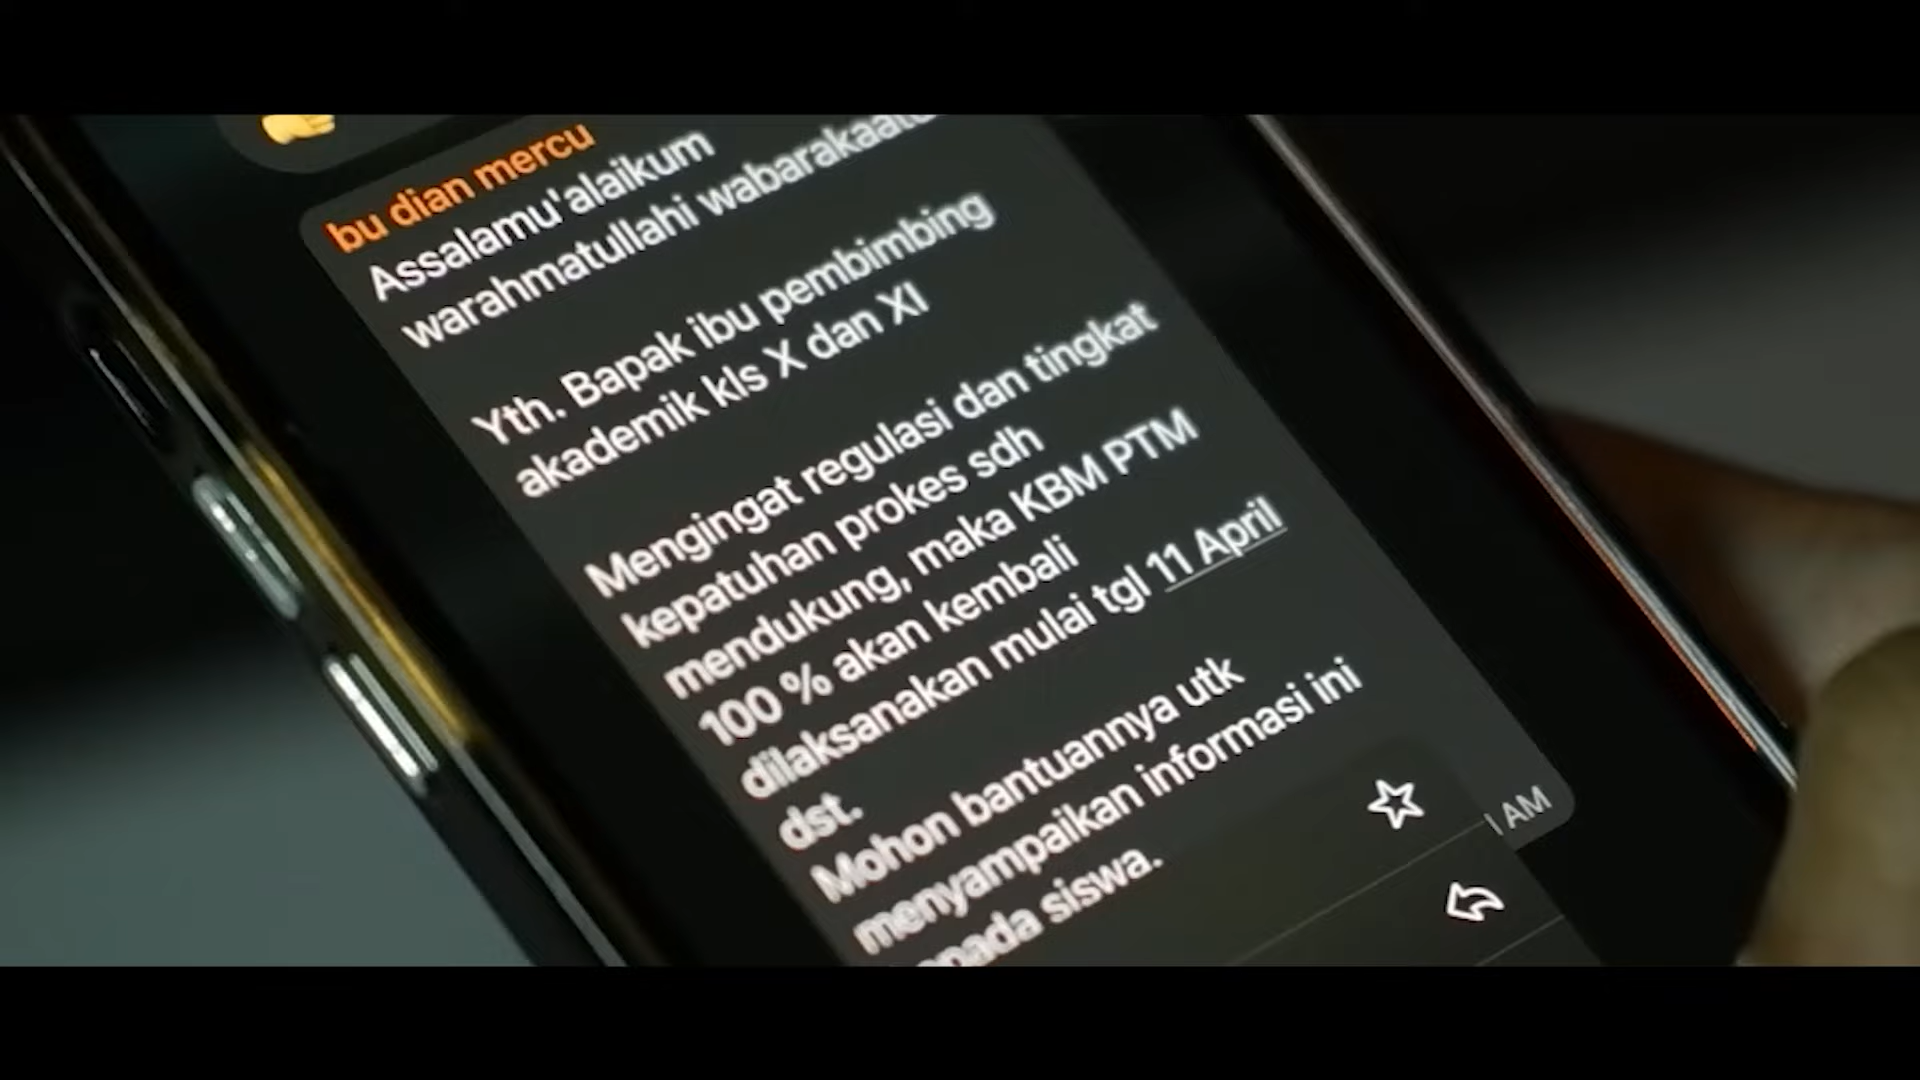 bu dian mercu
Assalamu'alaikum
warahmatullahi
Yth. Bapak ibu pembimbing
akademik kls X dan XI
Mengingat regulasi dan tingkat
kepatuhan prokes sdh
mendukung, maka KBM PTM
100 % akan kembali
dilaksanakan mulai tgl 11 April
dst.
Mohon bantuannya utk
menyampaikan informasi ini
siswa.
AM